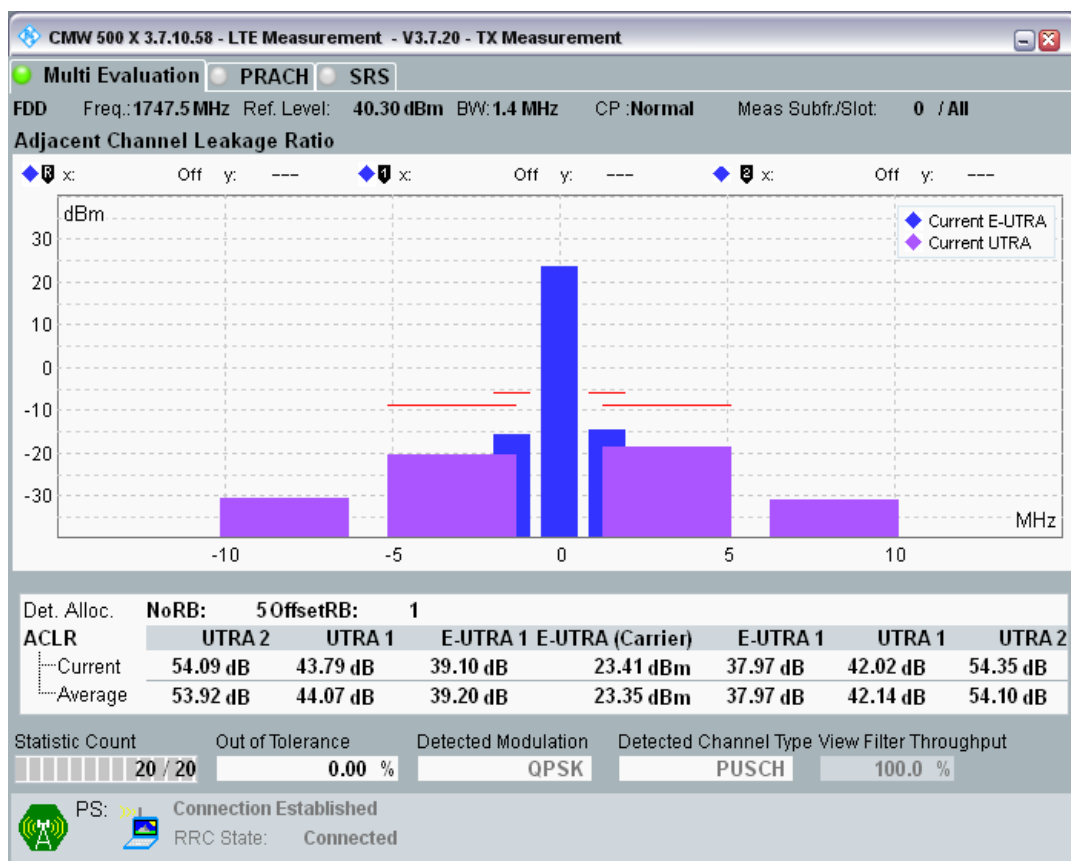 CMW 500 X 3.7.10.58 - LTE Measurement - V3.7.20 - TX Measurement
Multi Evaluation PRACH SRS
FDD Freq.: 1747.5 MHz Ref. Level: 40.30 dBm BW: 1.4 MHz CP : Normal Meas Subfr./Slot: 0 / All
Adjacent Channel Leakage Ratio
R x: Off y: --- 1 x: Off y: --- 2 x: Off y: ---
dBm
Current E-UTRA
Current UTRA
30
20
10
0
-10
-20
-30
MHz
-10 -5 0 5 10
Det. Alloc. NoRB: 5 OffsetRB: 1
ACLR UTRA 2 UTRA 1 E-UTRA 1 E-UTRA (Carrier) E-UTRA 1 UTRA 1 UTRA 2
Current 54.09 dB 43.79 dB 39.10 dB 23.41 dBm 37.97 dB 42.02 dB 54.35 dB
Average 53.92 dB 44.07 dB 39.20 dB 23.35 dBm 37.97 dB 42.14 dB 54.10 dB
Statistic Count Out of Tolerance Detected Modulation Detected Channel Type View Filter Throughput
20 / 20 0.00 % QPSK PUSCH 100.0 %
PS: Connection Established
RRC State: Connected